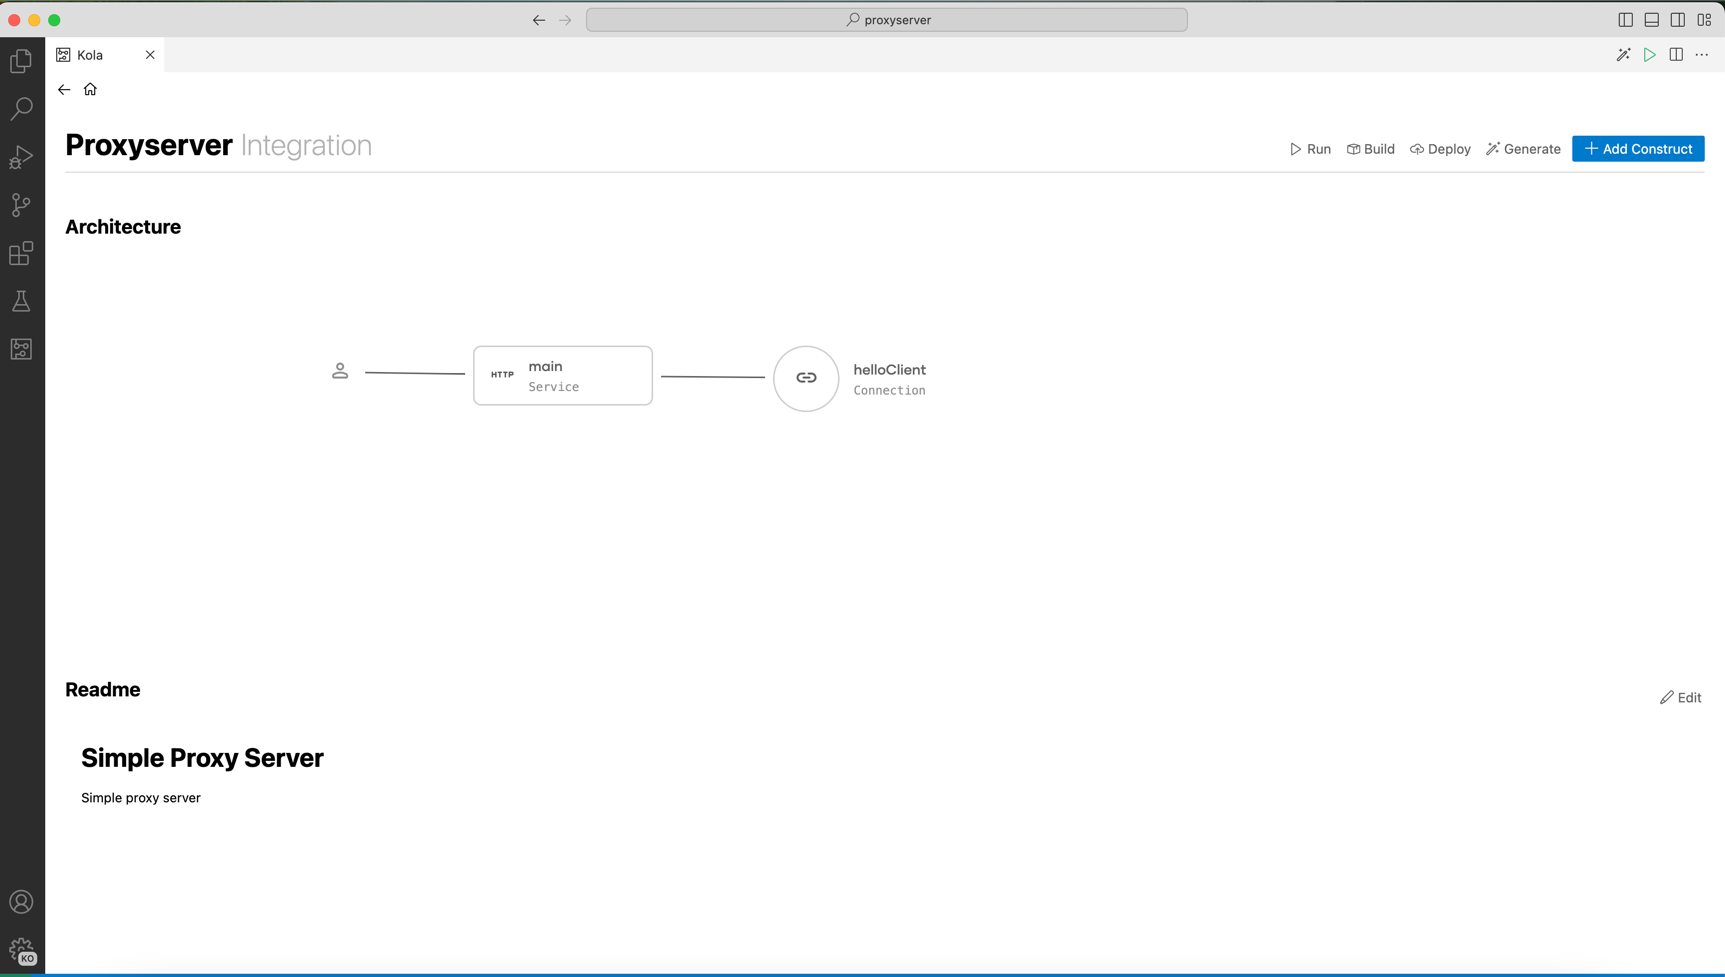 proxyserver
Kola
Proxyserver Integration
Run Build Deploy Generate Add Construct
Architecture
HTTP main
Service
helloClient
Connection
Readme
Edit
Simple Proxy Server
Simple proxy server
KO